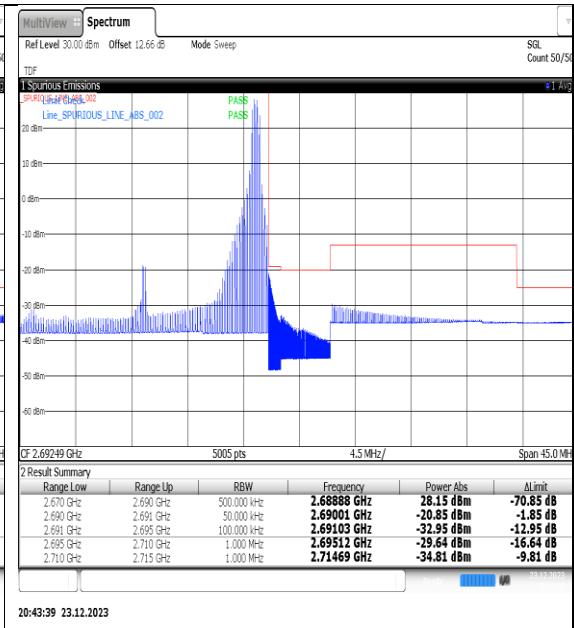 MultiView Spectrum
Ref Level 30.00 dBm Offset 12.66 dB Mode Sweep SGL
Count 50/50
TDF
1 Spurious Emissions 1 Avg
Limit Check PASS
Line_SPURIOUS_LINE_ABS_002 PASS
20 dBm
10 dBm
0 dBm
-10 dBm
-20 dBm
-30 dBm
-40 dBm
-50 dBm
-60 dBm
CF 2.69249 GHz 5005 pts 4.5 MHz/ Span 45.0 MH
2 Result Summary
Range Low Range Up RBW Frequency Power Abs ΔLimit
2.670 GHz 2.690 GHz 500.000 kHz 2.68888 GHz 28.15 dBm -70.85 dB
2.690 GHz 2.691 GHz 50.000 kHz 2.69001 GHz -20.85 dBm -1.85 dB
2.691 GHz 2.695 GHz 100.000 kHz 2.69103 GHz -32.95 dBm -12.95 dB
2.695 GHz 2.710 GHz 1.000 MHz 2.69512 GHz -29.64 dBm -16.64 dB
2.710 GHz 2.715 GHz 1.000 MHz 2.71469 GHz -34.81 dBm -9.81 dB
23.12.2023
20:43:39 23.12.2023